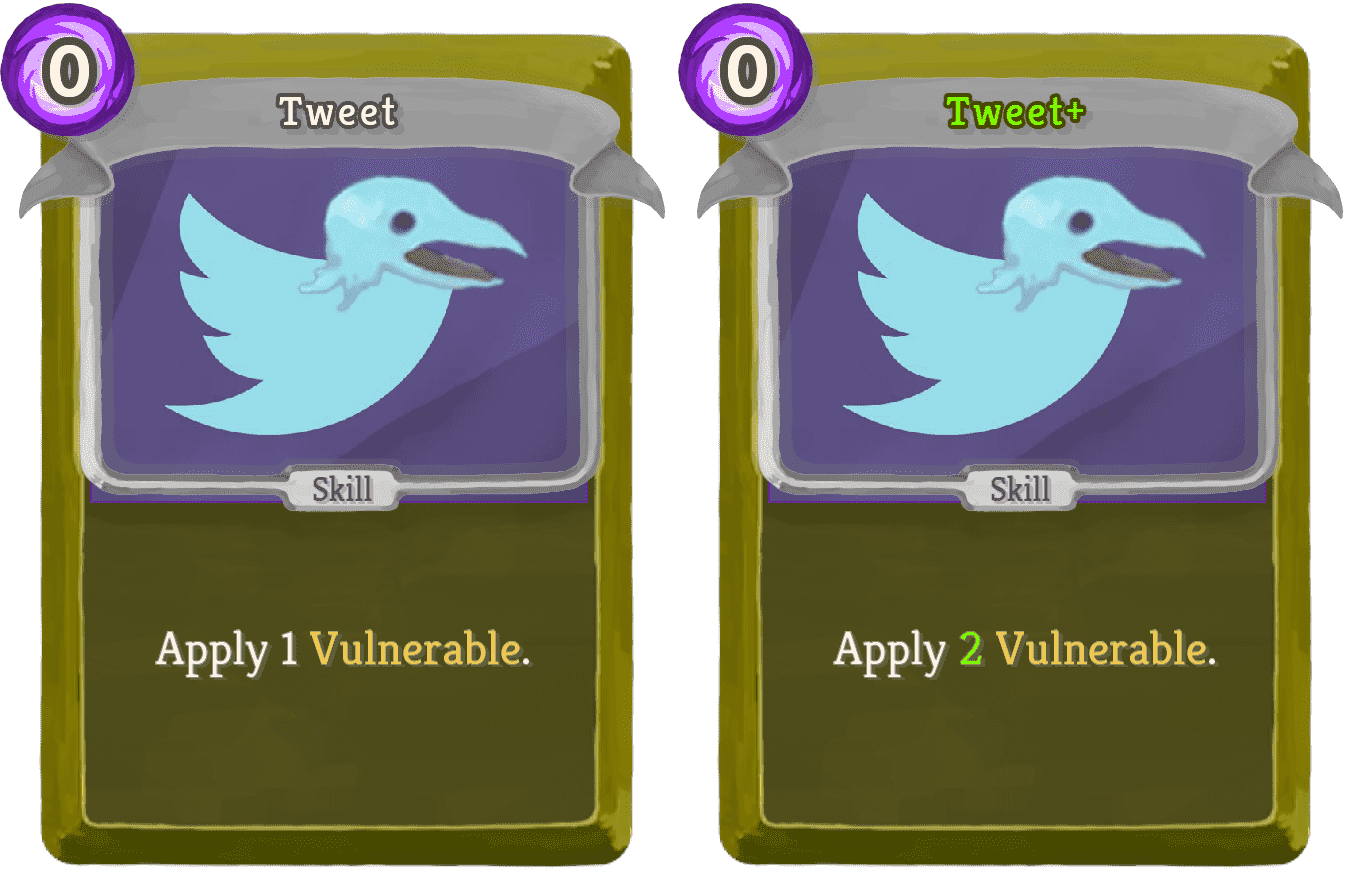 0
Tweet
Skill
Apply 1 Vulnerable.
0
Tweet+
Skill
Apply 2 Vulnerable.